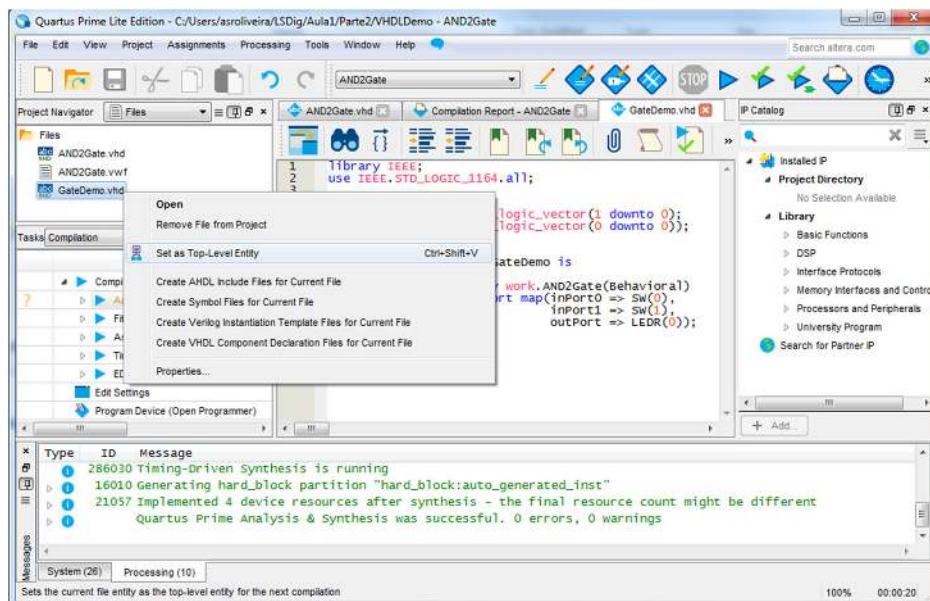 Quartus Prime Lite Edition - C:/Users/asroliveira/LSDig/Aula1/Parte2/VHDLDemo - AND2Gate
File Edit View Project Assignments Processing Tools Window Help
Search altera.com
AND2Gate
STOP
Project Navigator Files
AND2Gate.vhd
Compilation Report - AND2Gate
GateDemo.vhd
IP Catalog
Files
AND2Gate.vhd
AND2Gate.vwf
GateDemo.vhd
1 library IEEE;
2 use IEEE.STD_LOGIC_1164.all;
3
logic_vector(1 downto 0);
logic_vector(0 downto 0));
GateDemo is
work.AND2Gate(Behavioral)
rt map(inPort0 => SW(0),
inPort1 => SW(1),
outPort => LEDR(0));
Open
Remove File from Project
Set as Top-Level Entity Ctrl+Shift+V
Create AHDL Include Files for Current File
Create Symbol Files for Current File
Create Verilog Instantiation Template Files for Current File
Create VHDL Component Declaration Files for Current File
Properties...
Tasks Compilation
Compi
Fit
As
Ti
ED
Edit Settings
Program Device (Open Programmer)
Installed IP
Project Directory
No Selection Available
Library
Basic Functions
DSP
Interface Protocols
Memory Interfaces and Contro
Processors and Peripherals
University Program
Search for Partner IP
+ Add...
Type ID Message
286030 Timing-Driven Synthesis is running
16010 Generating hard_block partition "hard_block:auto_generated_inst"
21057 Implemented 4 device resources after synthesis - the final resource count might be different
Quartus Prime Analysis & Synthesis was successful. 0 errors, 0 warnings
Messages
System (26) Processing (10)
Sets the current file entity as the top-level entity for the next compilation
100% 00:00:20